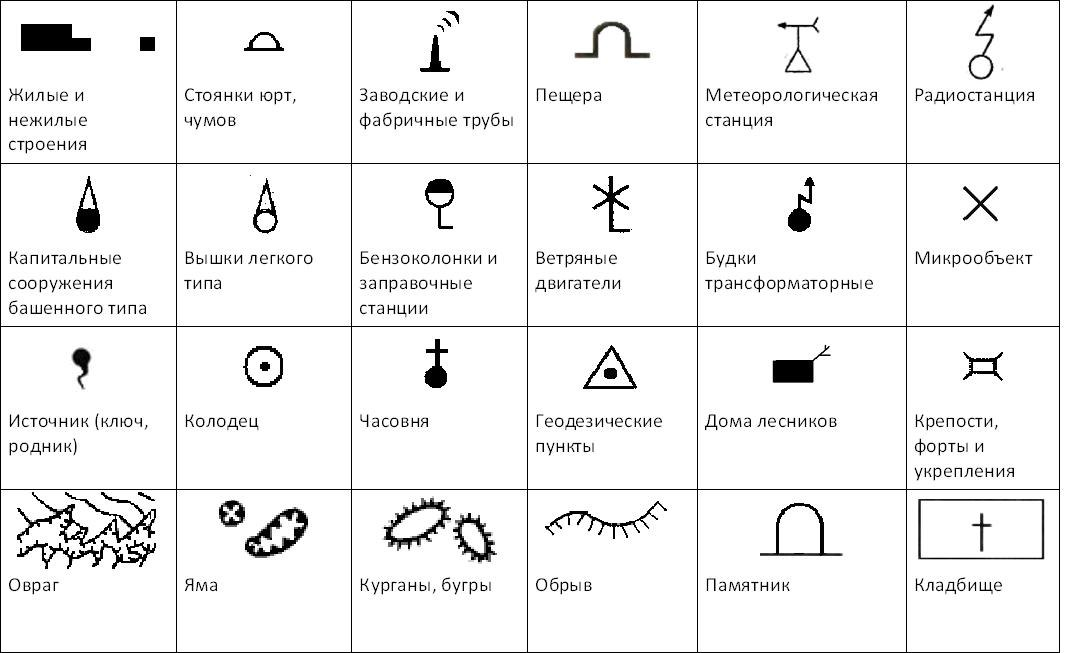 Жилые и
нежилые
строения
Стоянки юрт,
чумов
Заводские и
фабричные трубы
Пещера
Метеорологическая
станция
Радиостанция
Капитальные
сооружения
башенного типа
Вышки легкого
типа
Бензоколонки и
заправочные
станции
Ветряные
двигатели
Будки
трансформаторные
Микрообъект
Источник (ключ,
родник)
Колодец
Часовня
Геодезические
пункты
Дома лесников
Крепости,
форты и
укрепления
Овраг
Яма
Курганы, бугры
Обрыв
Памятник
Кладбище